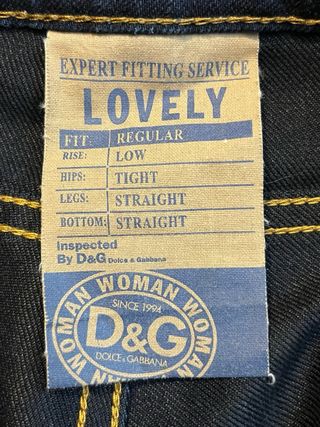 EXPERT FITTING SERVICE
LOVELY
FIT: REGULAR
RISE: LOW
HIPS: TIGHT
LEGS: STRAIGHT
BOTTOM: STRAIGHT
Inspected
By D&G Dolce & Gabbana
WOMAN WOMAN WOMAN
SINCE 1994
D&G
DOLCE & GABBANA